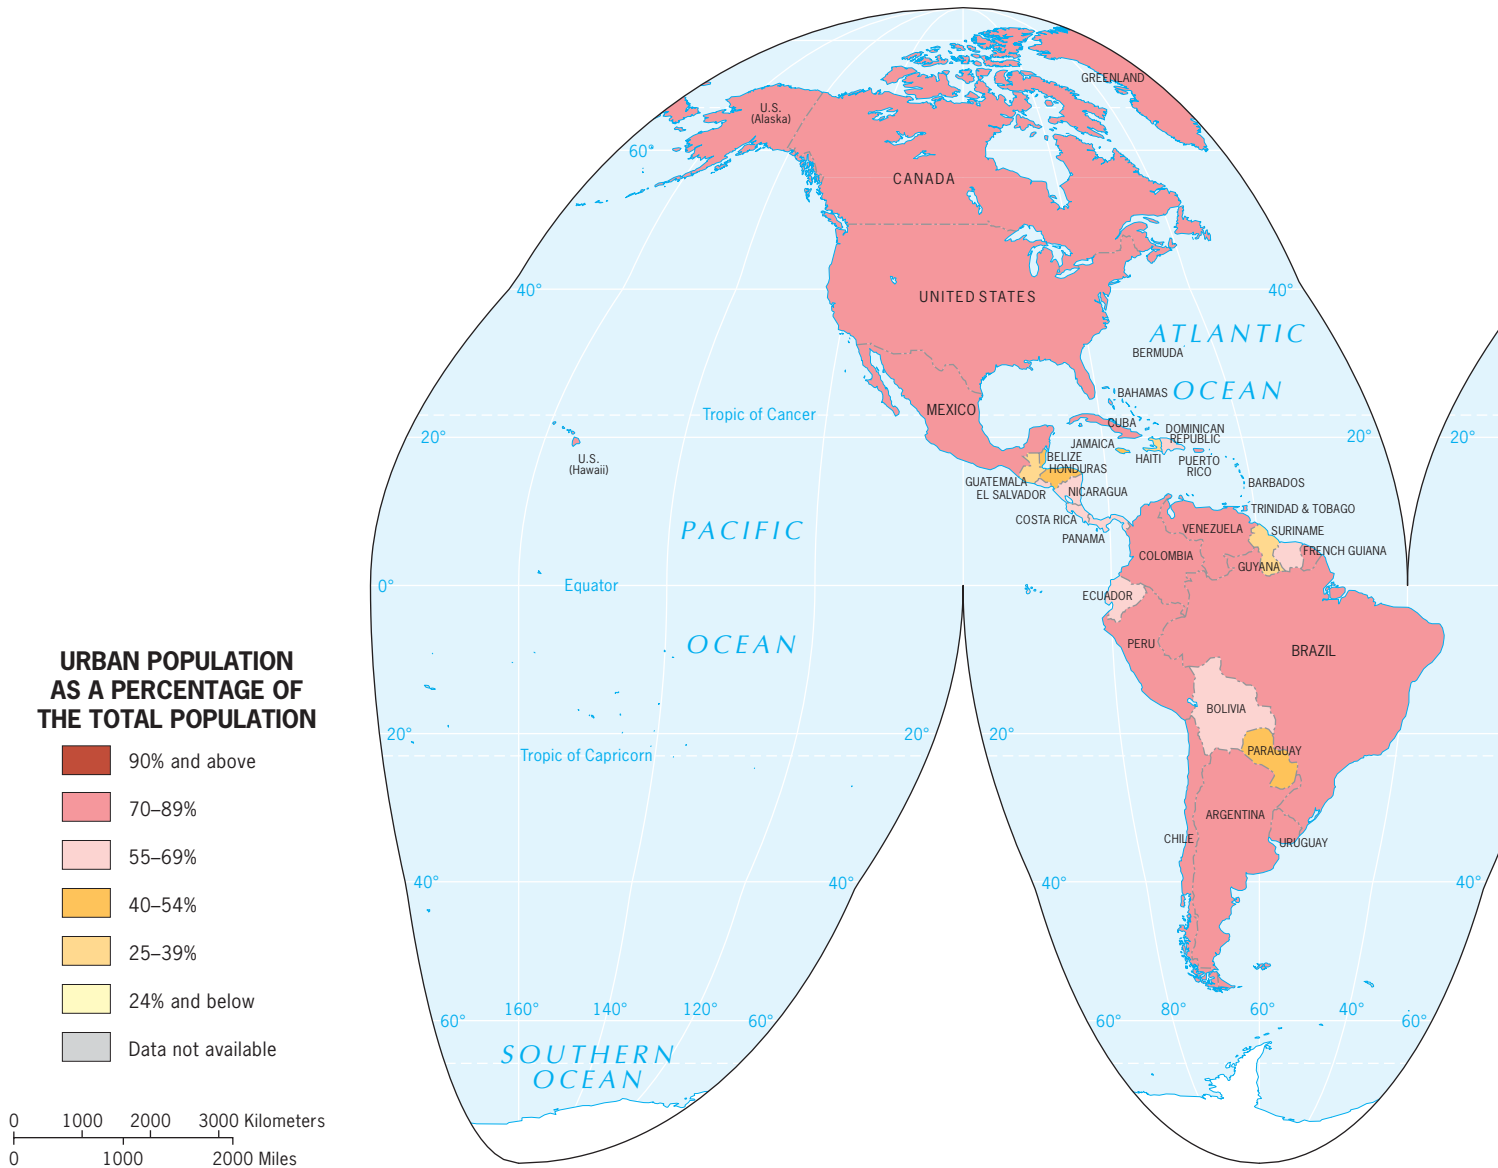 GREENLAND
U.S.
(Alaska)
60°
CANADA
40°
UNITED STATES
40°
ATLANTIC
BERMUDA
OCEAN
BAHAMAS
Tropic of Cancer
MEXICO
CUBA
DOMINICAN
REPUBLIC
20°
20°
20°
JAMAICA
HAITI
PUERTO
RICO
U.S.
(Hawaii)
BELIZE
HONDURAS
GUATEMALA
EL SALVADOR
NICARAGUA
BARBADOS
COSTA RICA
TRINIDAD & TOBAGO
PANAMA
PACIFIC
VENEZUELA
SURINAME
COLOMBIA
FRENCH GUIANA
GUYANA
0°
Equator
ECUADOR
OCEAN
PERU
BRAZIL
URBAN POPULATION
AS A PERCENTAGE OF
THE TOTAL POPULATION
90% and above
70–89%
55–69%
40–54%
25–39%
24% and below
Data not available
BOLIVIA
20°
20°
20°
Tropic of Capricorn
PARAGUAY
ARGENTINA
CHILE
URUGUAY
40°
40°
40°
40°
160°
140°
120°
80°
60°
40°
60°
60°
60°
60°
SOUTHERN
OCEAN
0 1000 2000 3000 Kilometers
0 1000 2000 Miles